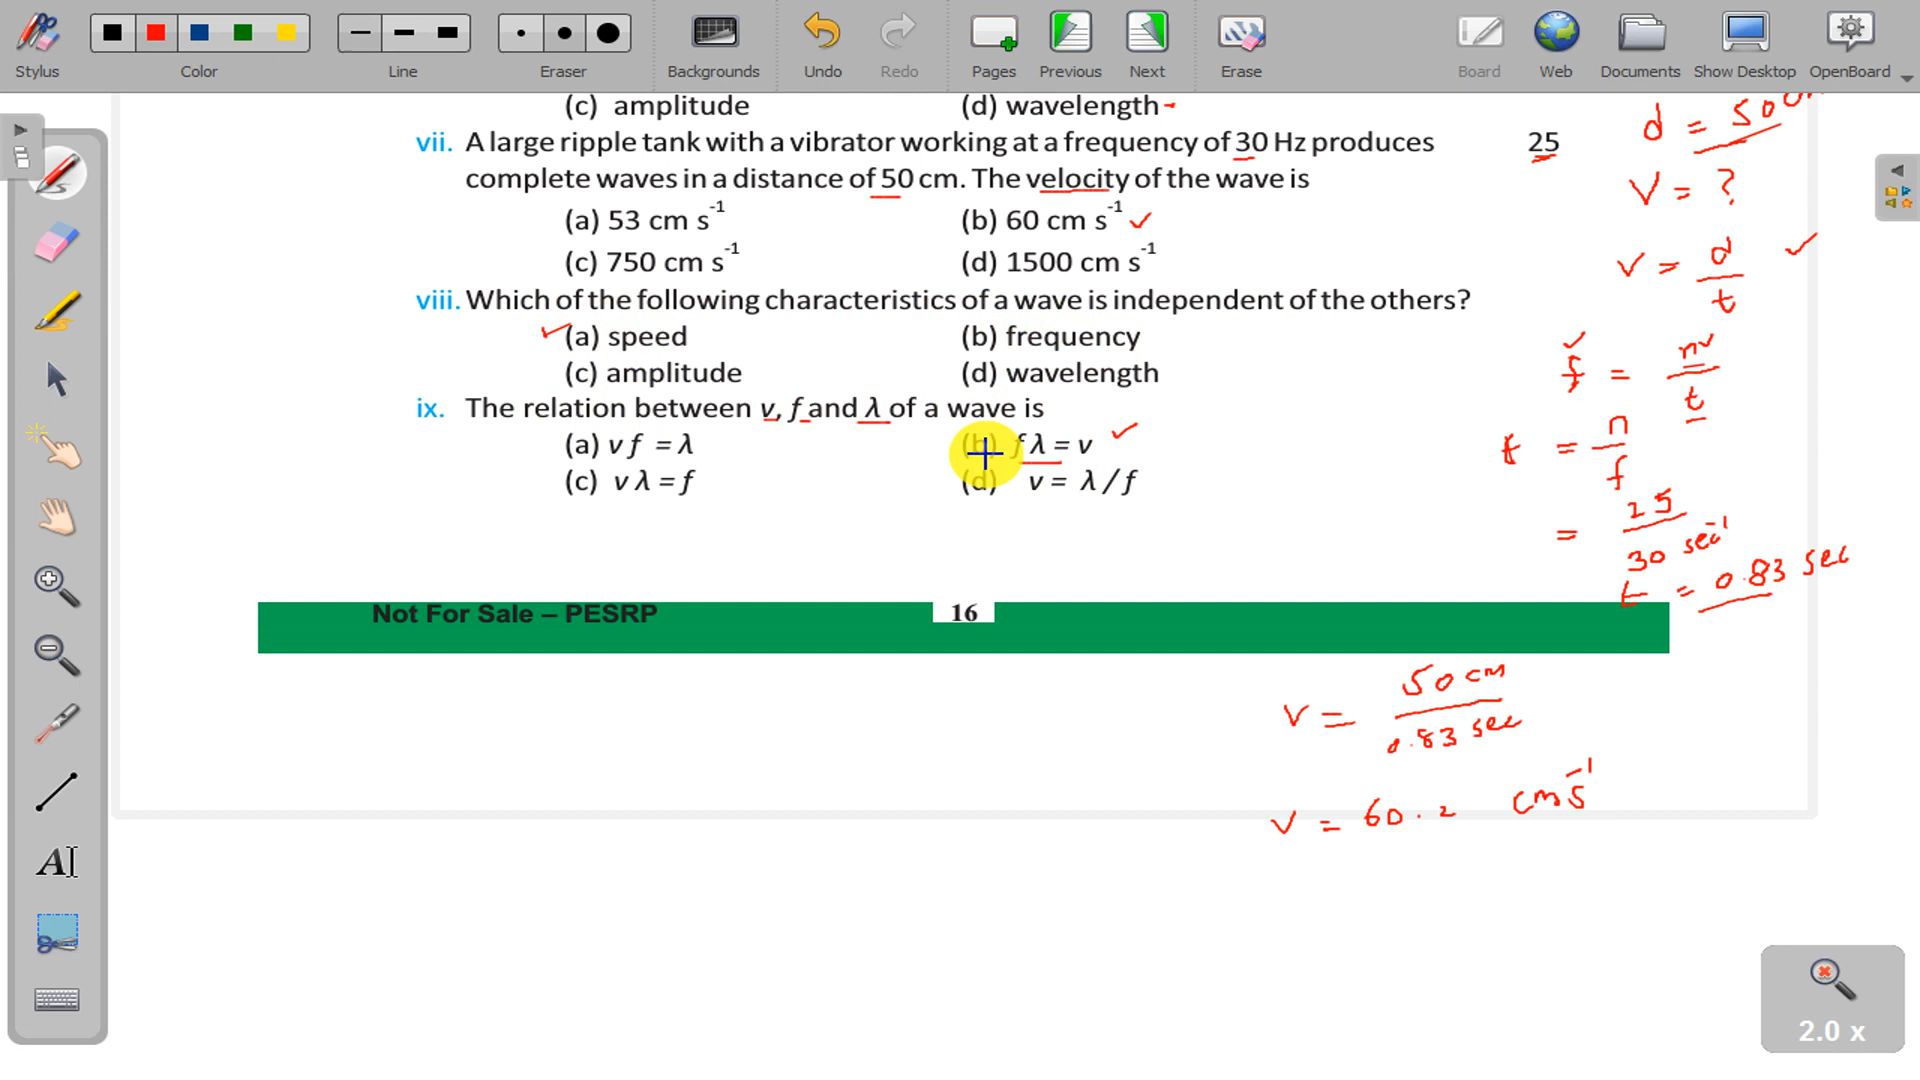 Stylus Color Line Eraser Backgrounds Undo Redo Pages Previous Next Erase Board Web Documents Show Desktop OpenBoard
(c) amplitude (d) wavelength
d = 50 cm
vii. A large ripple tank with a vibrator working at a frequency of 30 Hz produces 25
complete waves in a distance of 50 cm. The velocity of the wave is
v = ?
(a) 53 cm s⁻¹ (b) 60 cm s⁻¹ ✓
(c) 750 cm s⁻¹ (d) 1500 cm s⁻¹
v = d/t ✓
viii. Which of the following characteristics of a wave is independent of the others?
✓(a) speed (b) frequency
(c) amplitude (d) wavelength
ix. The relation between v, f and λ of a wave is
(a) v f = λ (b) f λ = v ✓
(c) v λ = f (d) v = λ / f
t = n/f
= 25/30 sec⁻¹
t = 0.83 sec
Not For Sale – PESRP 16
v = 50 cm/0.83 sec
v = 60.2 cm s⁻¹
A
2.0 x